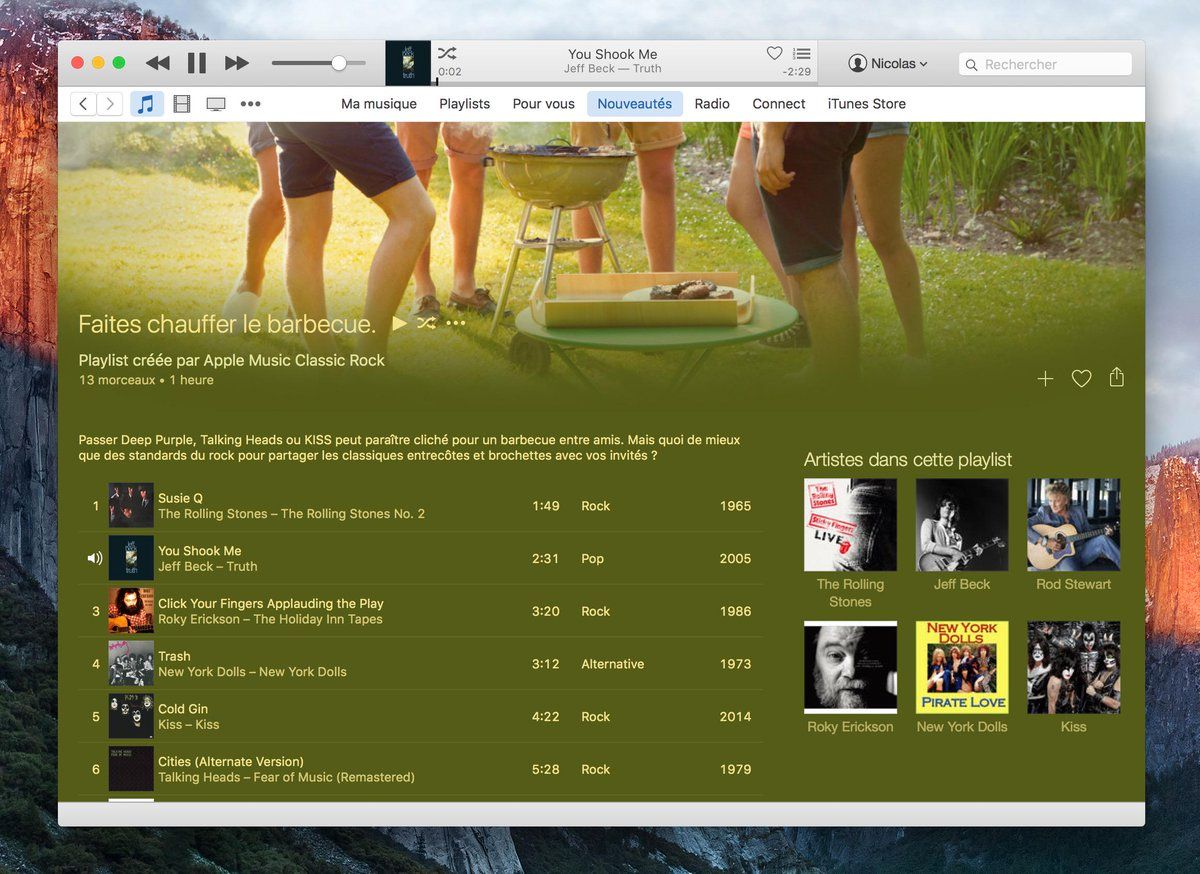 You Shook Me
Jeff Beck — Truth
0:02
-2:29
Nicolas
Rechercher
Ma musique
Playlists
Pour vous
Nouveautés
Radio
Connect
iTunes Store
Faites chauffer le barbecue.
Playlist créée par Apple Music Classic Rock
13 morceaux • 1 heure
Passer Deep Purple, Talking Heads ou KISS peut paraître cliché pour un barbecue entre amis. Mais quoi de mieux
que des standards du rock pour partager les classiques entrecôtes et brochettes avec vos invités ?
1 Susie Q 1:49 Rock 1965
The Rolling Stones – The Rolling Stones No. 2
You Shook Me 2:31 Pop 2005
Jeff Beck – Truth
3 Click Your Fingers Applauding the Play 3:20 Rock 1986
Roky Erickson – The Holiday Inn Tapes
4 Trash 3:12 Alternative 1973
New York Dolls – New York Dolls
5 Cold Gin 4:22 Rock 2014
Kiss – Kiss
6 Cities (Alternate Version) 5:28 Rock 1979
Talking Heads – Fear of Music (Remastered)
Artistes dans cette playlist
The Rolling Stones
Sticky Fingers
LIVE
The Rolling
Stones
Jeff Beck
Rod Stewart
NEW YORK
DOLLS
PIRATE LOVE
Roky Erickson
New York Dolls
Kiss